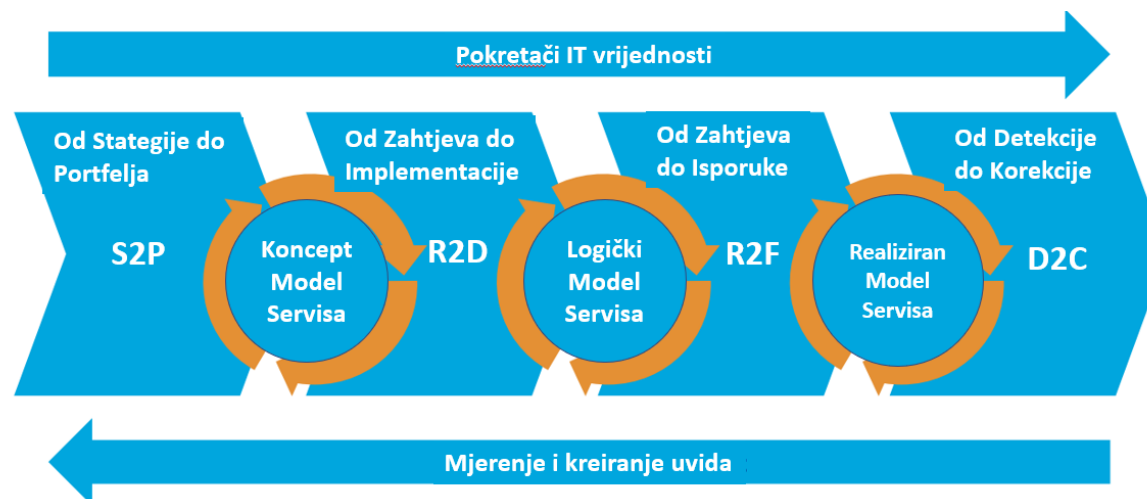 Pokretači IT vrijednosti
Od Stategije do
Portfelja
S2P
Koncept
Model
Servisa
Od Zahtjeva do
Implementacije
R2D
Logički
Model
Servisa
Od Zahtjeva
do Isporuke
R2F
Realiziran
Model
Servisa
Od Detekcije
do Korekcije
D2C
Mjerenje i kreiranje uvida